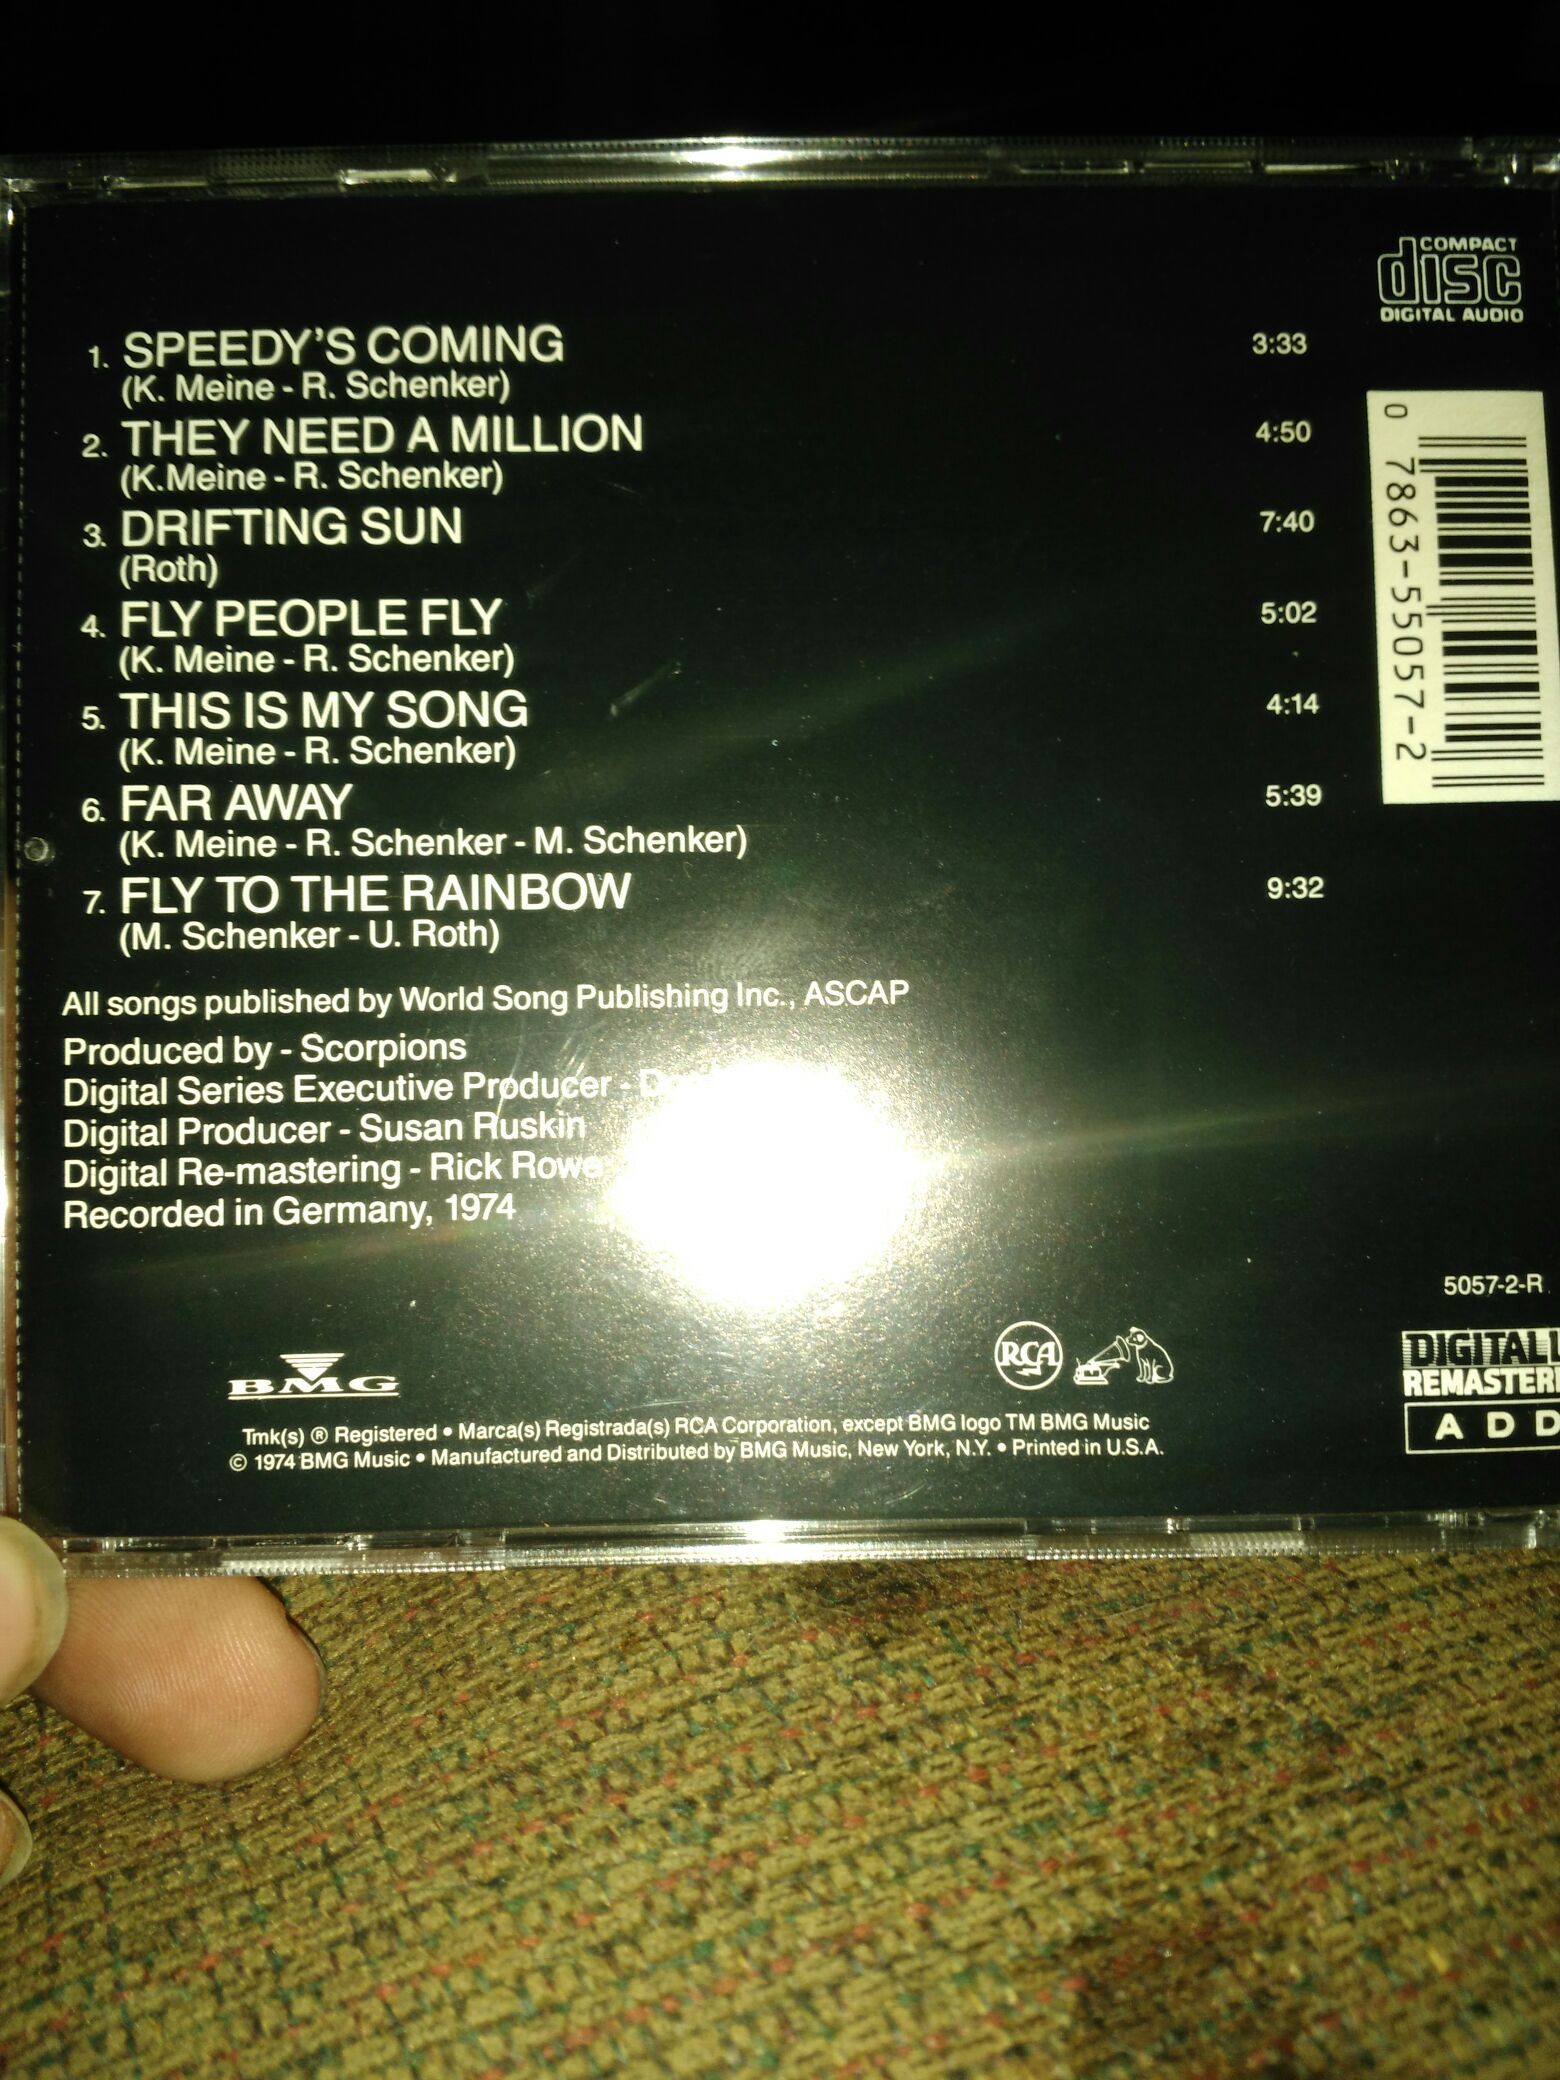 COMPACT
disc
DIGITAL AUDIO
1. SPEEDY'S COMING 3:33
(K. Meine - R. Schenker)
2. THEY NEED A MILLION 4:50
(K.Meine - R. Schenker)
3. DRIFTING SUN 7:40
(Roth)
4. FLY PEOPLE FLY 5:02
(K. Meine - R. Schenker)
5. THIS IS MY SONG 4:14
(K. Meine - R. Schenker)
6. FAR AWAY 5:39
(K. Meine - R. Schenker - M. Schenker)
7. FLY TO THE RAINBOW 9:32
(M. Schenker - U. Roth)
0 7863-55057-2
All songs published by World Song Publishing Inc., ASCAP
Produced by - Scorpions
Digital Series Executive Producer -
Digital Producer - Susan Ruskin
Digital Re-mastering - Rick Rowe
Recorded in Germany, 1974
5057-2-R
BMG
RCA
REMASTERE
A D D
Tmk(s) ® Registered • Marca(s) Registrada(s) RCA Corporation, except BMG logo TM BMG Music
© 1974 BMG Music • Manufactured and Distributed by BMG Music, New York, N.Y. • Printed in U.S.A.